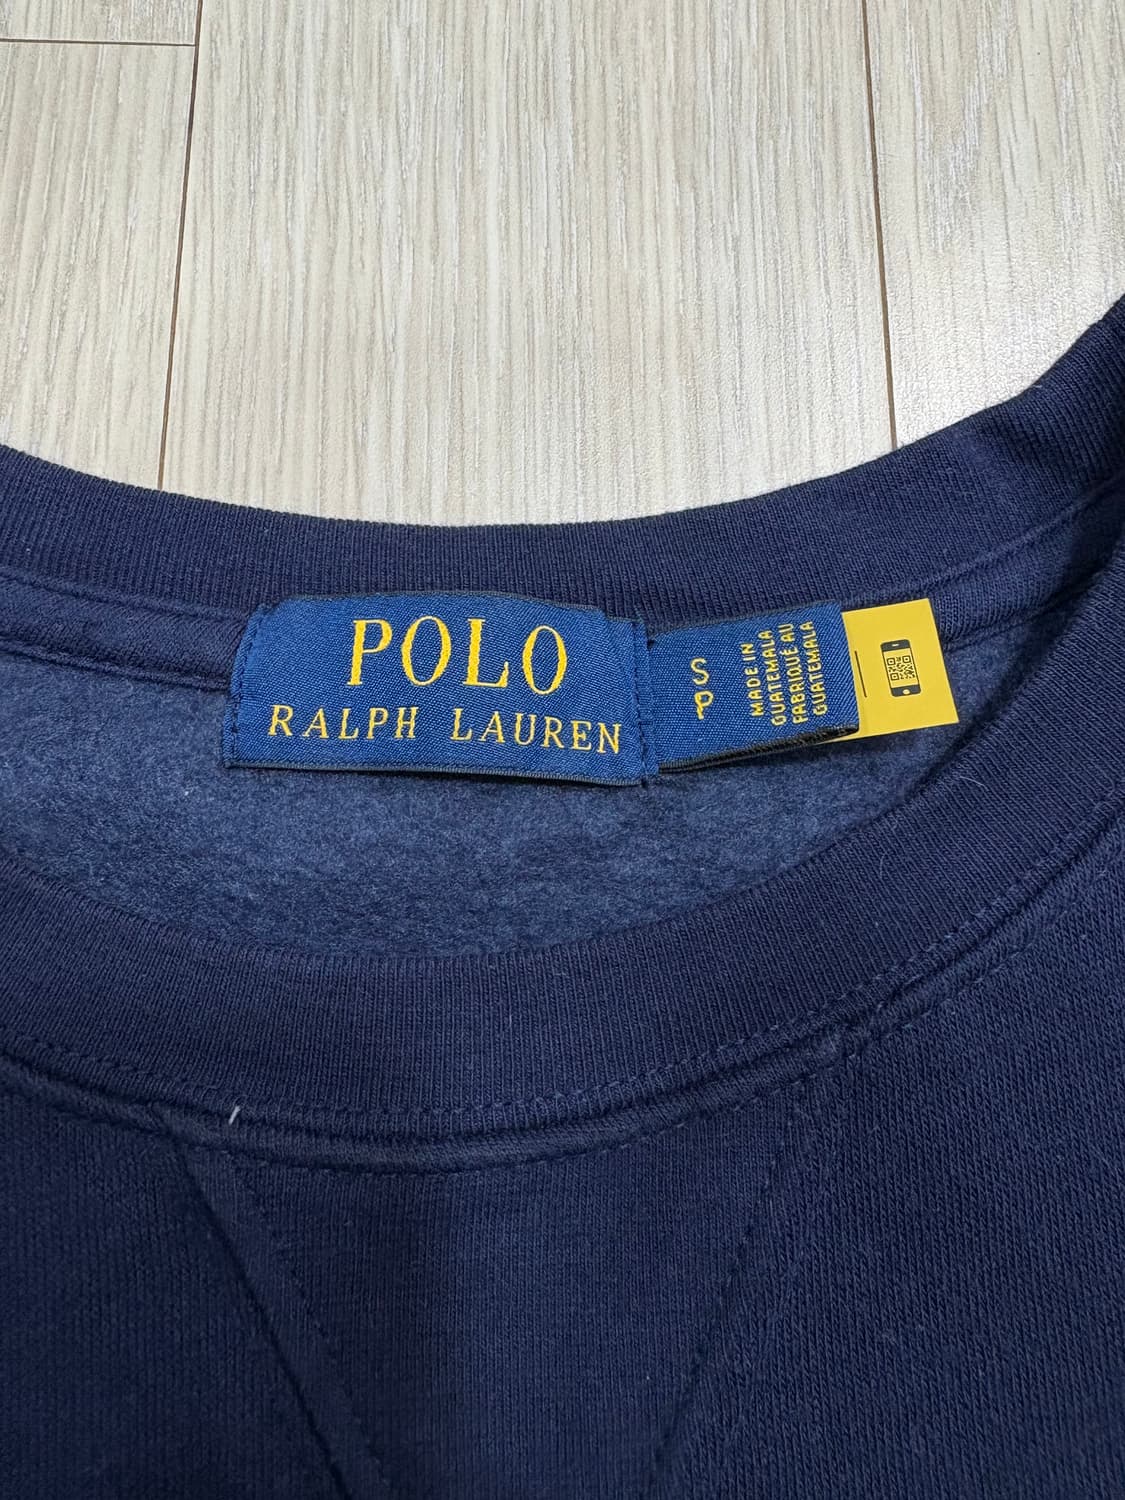 POLO
RALPH LAUREN
S
P
MADE IN
GUATEMALA
FABRIQUÉ AU
GUATEMALA